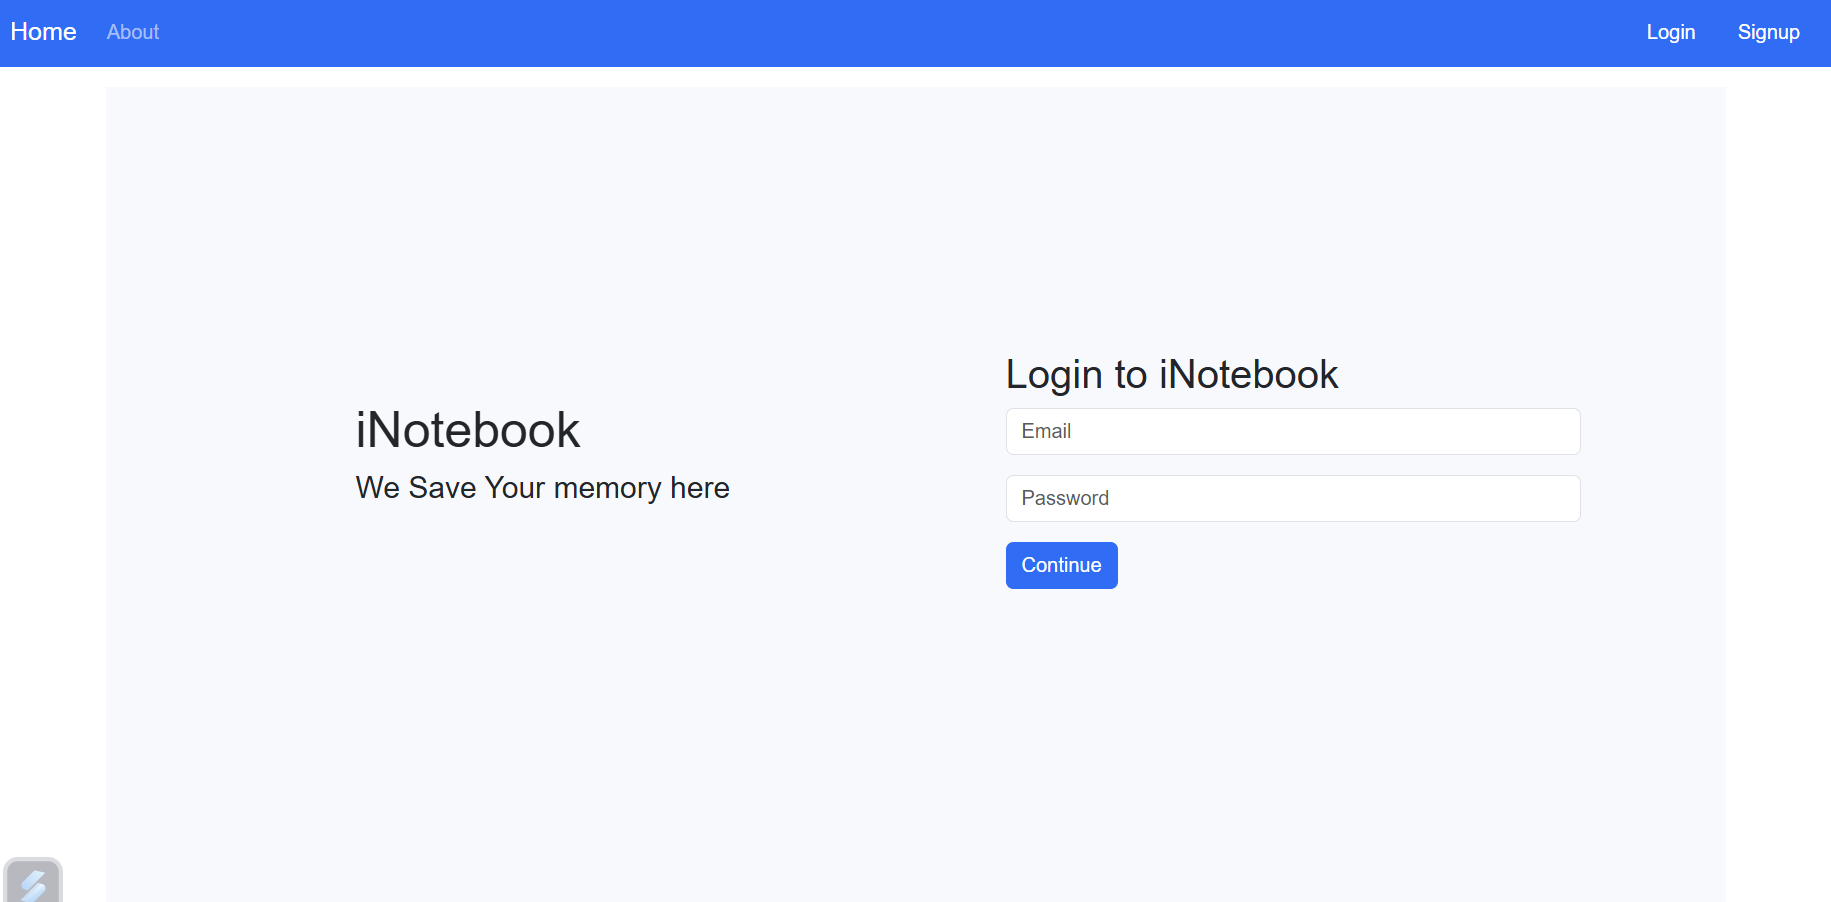 Home About Login Signup
iNotebook
We Save Your memory here
Login to iNotebook
Email
Password
Continue